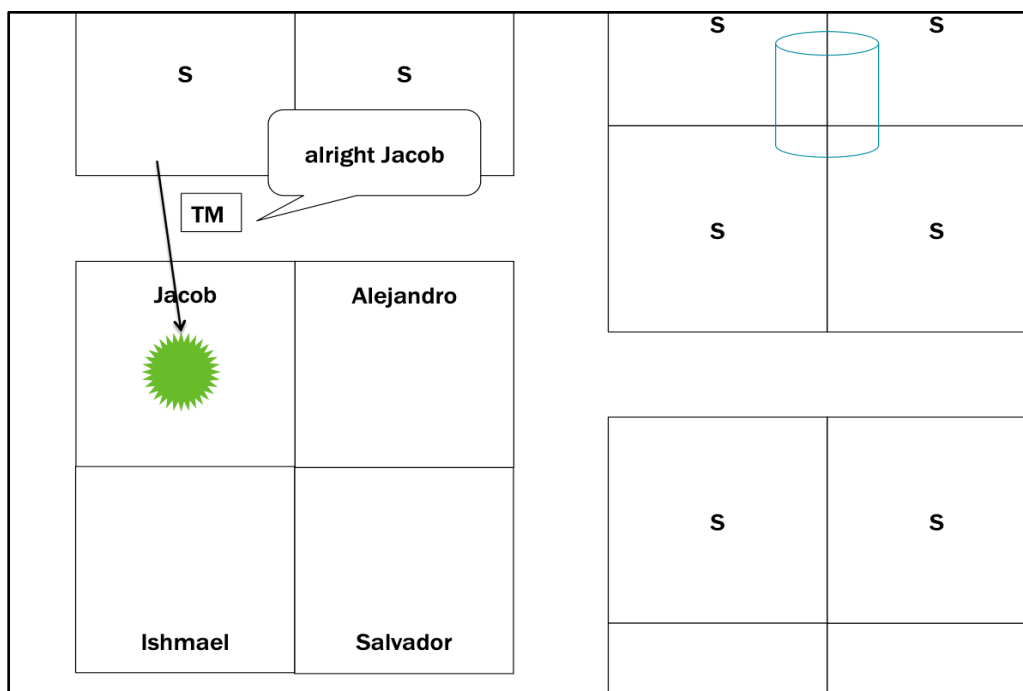 S S
S S
alright Jacob
TM
S S
Jacob Alejandro
S S
Ishmael Salvador